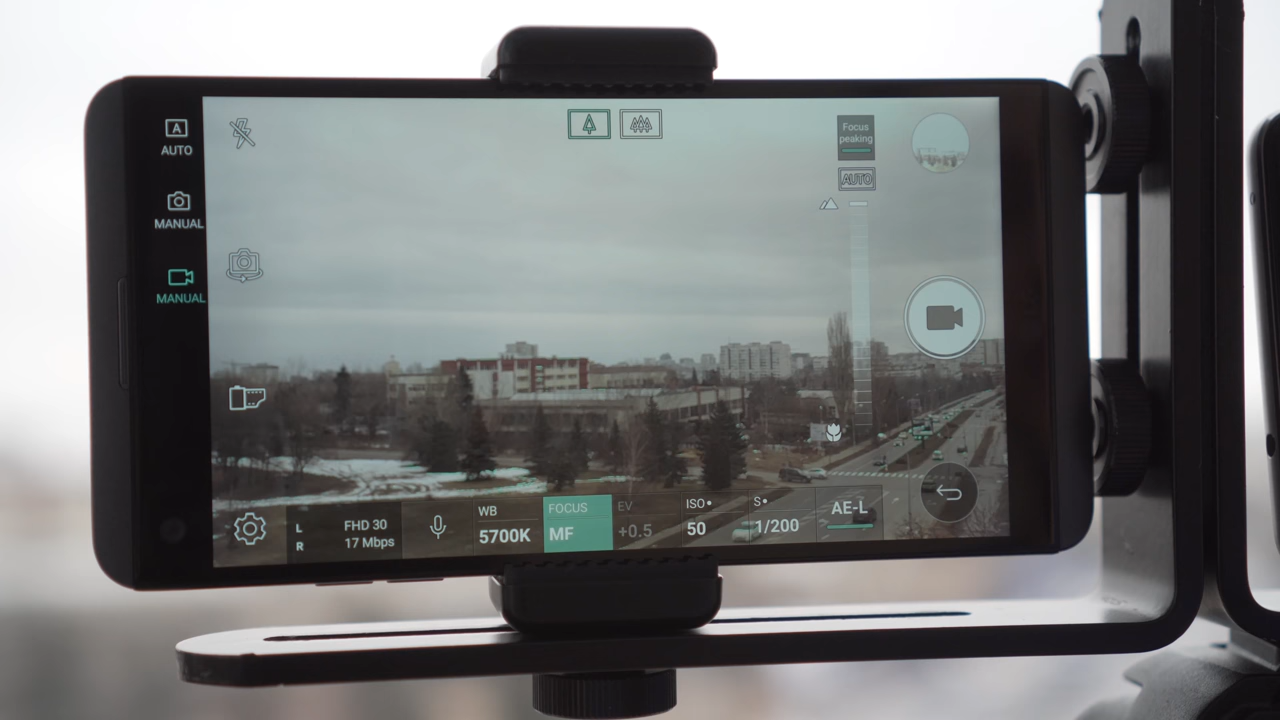 A
AUTO
MANUAL
MANUAL
Focus
peaking
AUTO
L
R
FHD 30
17 Mbps
WB
5700K
FOCUS
MF
EV
+0.5
ISO
50
S
1/200
AE-L